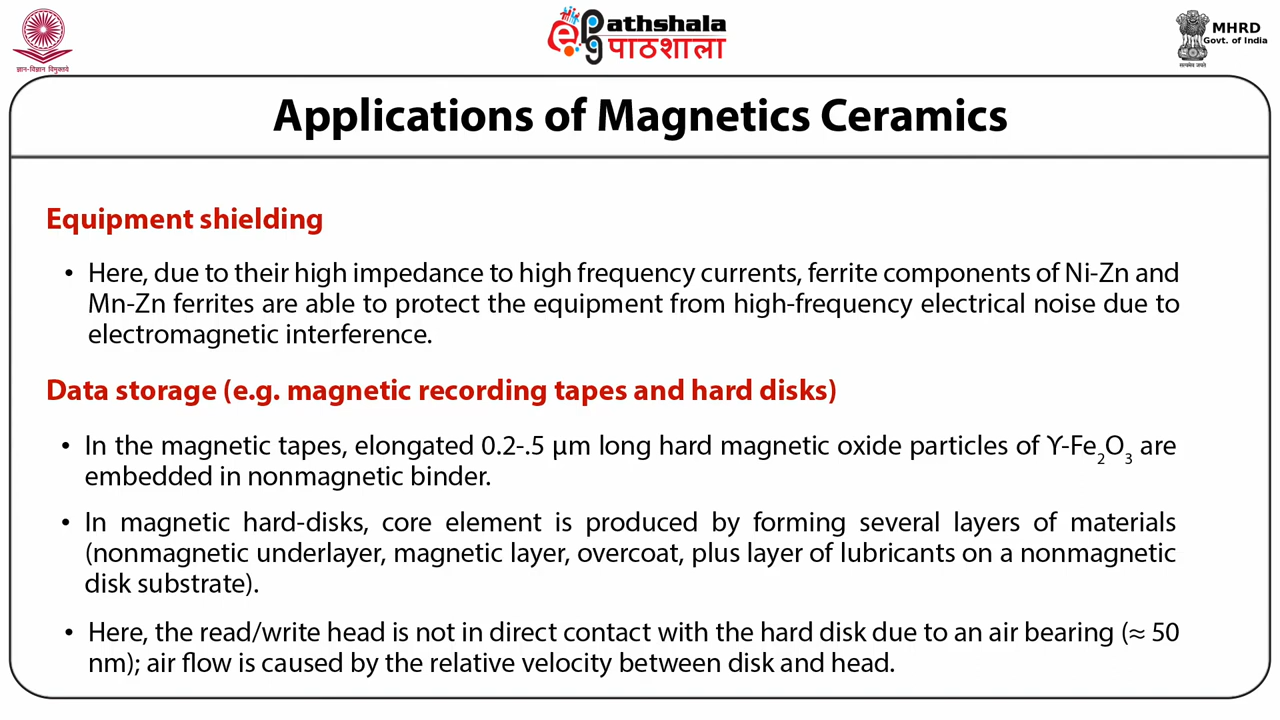 ज्ञान-विज्ञान विमुक्तये
epg Pathshala
पाठशाला
MHRD
Govt. of India
सत्यमेव जयते
Applications of Magnetics Ceramics
Equipment shielding
• Here, due to their high impedance to high frequency currents, ferrite components of Ni-Zn and
Mn-Zn ferrites are able to protect the equipment from high-frequency electrical noise due to
electromagnetic interference.
Data storage (e.g. magnetic recording tapes and hard disks)
• In the magnetic tapes, elongated 0.2-.5 µm long hard magnetic oxide particles of ϒ-Fe₂O₃ are
embedded in nonmagnetic binder.
• In magnetic hard-disks, core element is produced by forming several layers of materials
(nonmagnetic underlayer, magnetic layer, overcoat, plus layer of lubricants on a nonmagnetic
disk substrate).
• Here, the read/write head is not in direct contact with the hard disk due to an air bearing (≈ 50
nm); air flow is caused by the relative velocity between disk and head.